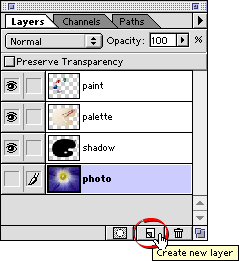 Layers Channels Paths
Normal Opacity: 100 %
Preserve Transparency
paint
palette
shadow
photo
Create new layer